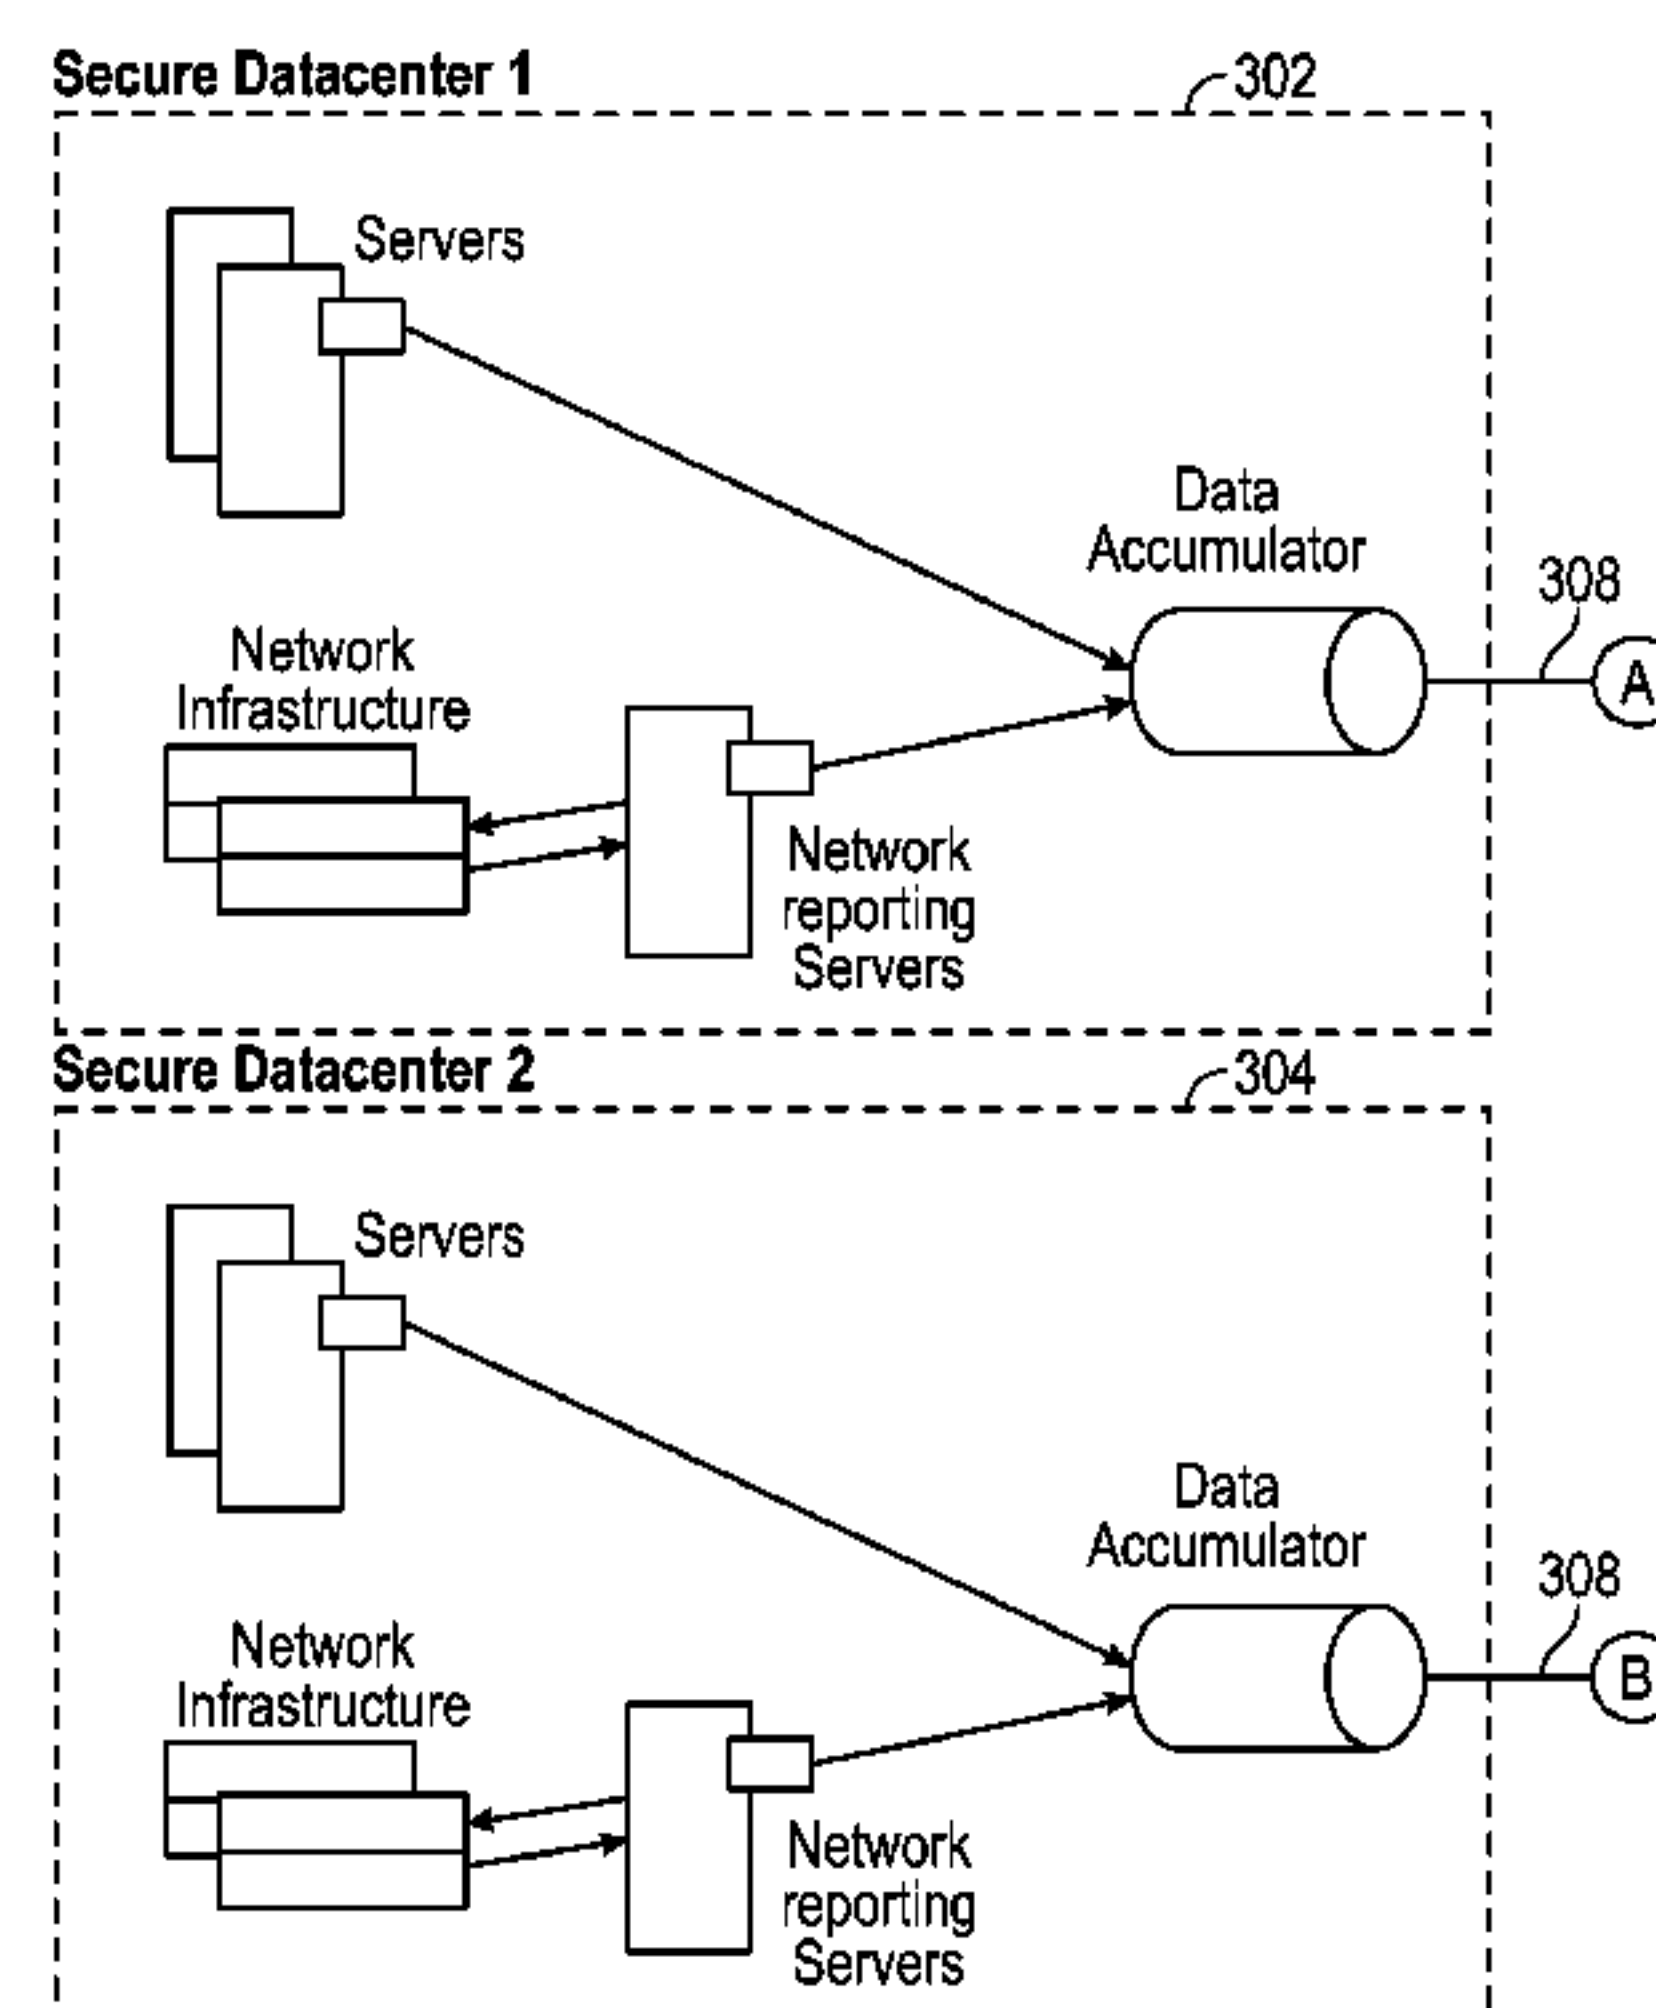 Secure Datacenter 1
302
Servers
Data
Accumulator
308
A
Network
Infrastructure
Network
reporting
Servers
Secure Datacenter 2
304
Servers
Data
Accumulator
308
B
Network
Infrastructure
Network
reporting
Servers